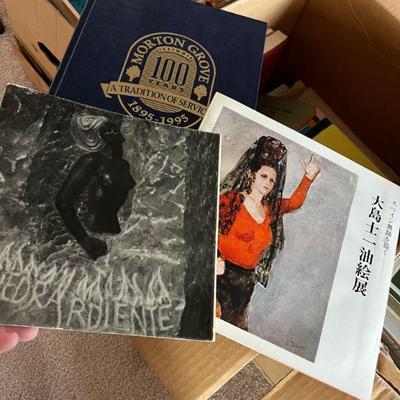 MORTON GROVE
ILLINOIS
100
YEARS
A TRADITION OF SERVICE
1895-1995
スペイン舞踊を描く
大島士一油絵展
ARDIENTE